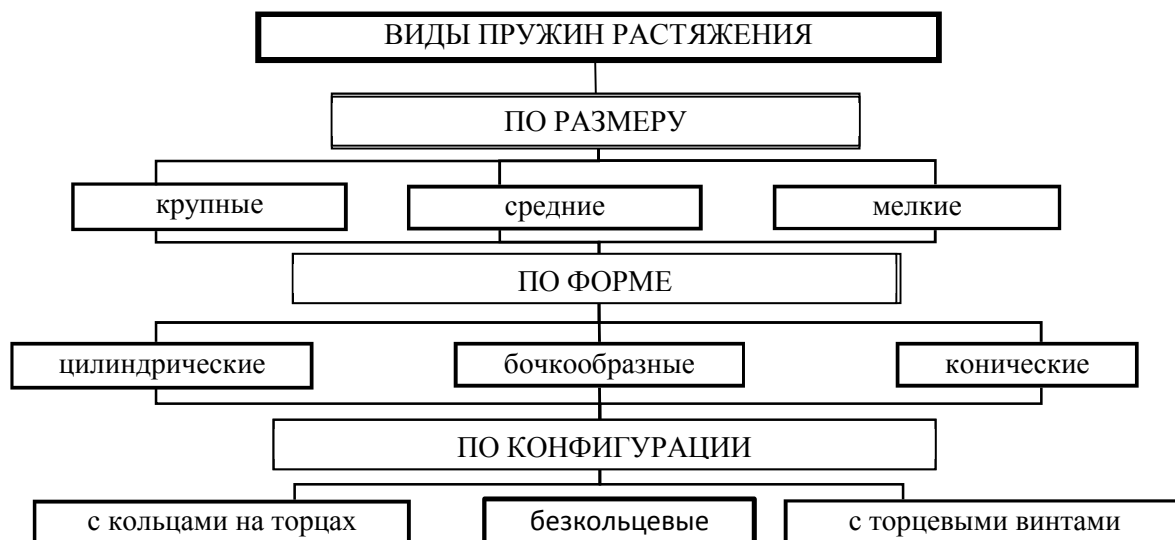 ВИДЫ ПРУЖИН РАСТЯЖЕНИЯ
ПО РАЗМЕРУ
крупные
средние
мелкие
ПО ФОРМЕ
цилиндрические
бочкообразные
конические
ПО КОНФИГУРАЦИИ
с кольцами на торцах
безкольцевые
с торцевыми винтами